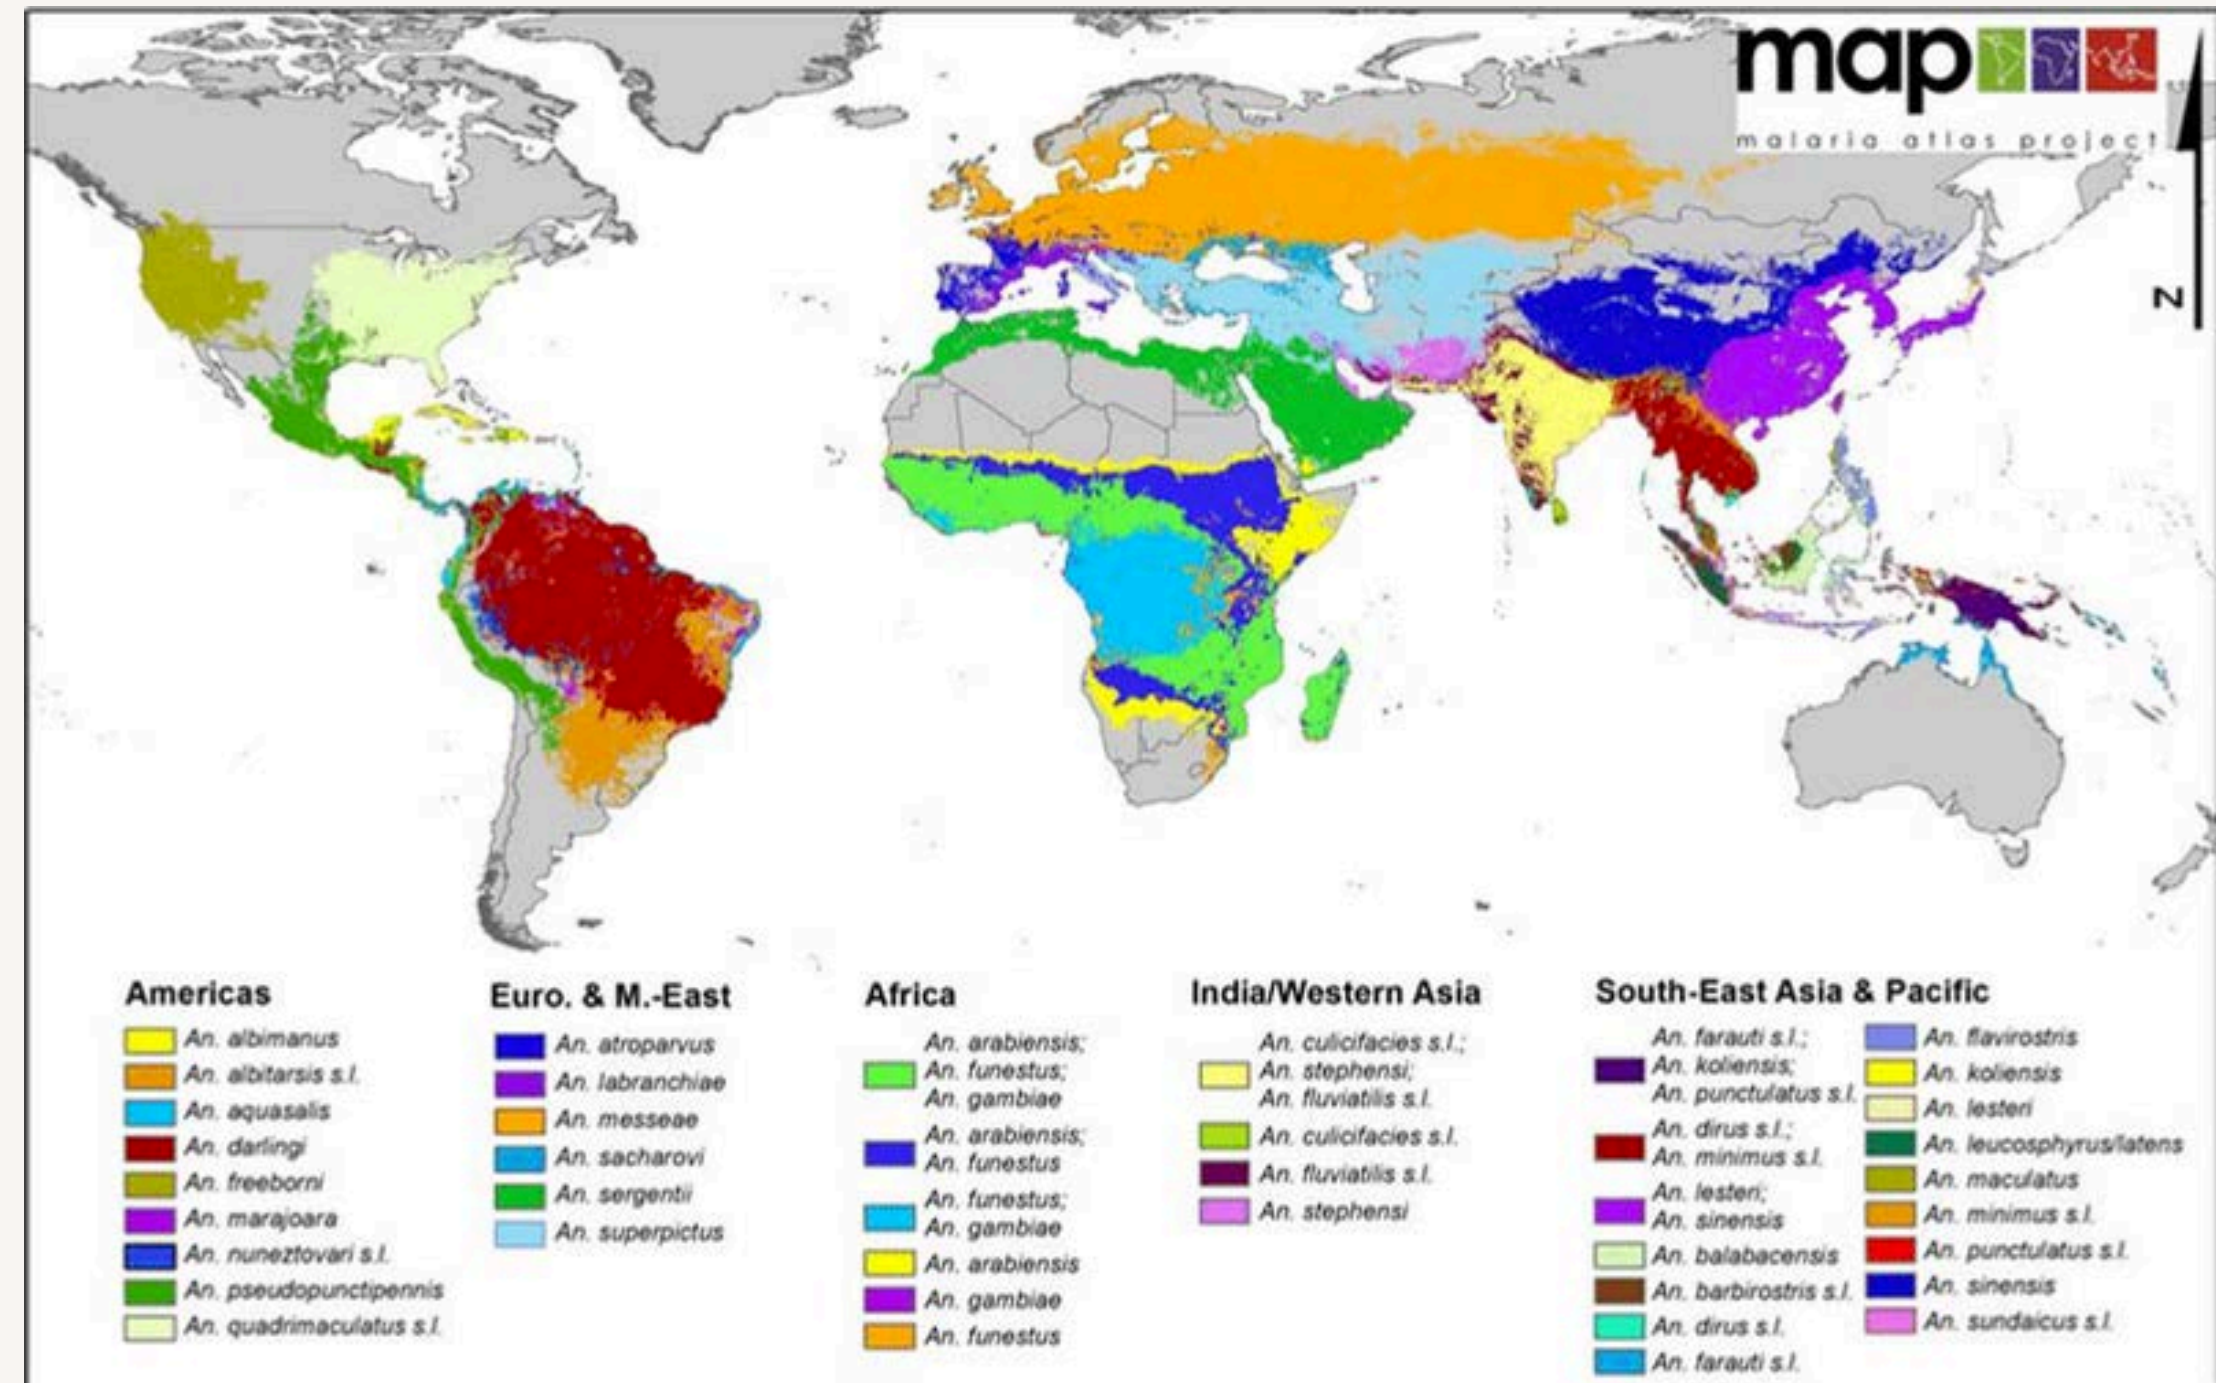 map
malaria atlas project
N
Americas
An. albimanus
An. albitarsis s.l.
An. aquasalis
An. darlingi
An. freeborni
An. marajoara
An. nuneztovari s.l.
An. pseudopunctipennis
An. quadrimaculatus s.l.
Euro. & M.-East
An. atroparvus
An. labranchiae
An. messeae
An. sacharovi
An. sergentii
An. superpictus
Africa
An. arabiensis;
An. funestus;
An. gambiae
An. arabiensis;
An. funestus
An. funestus;
An. gambiae
An. arabiensis
An. gambiae
An. funestus
India/Western Asia
An. culicifacies s.l.;
An. stephensi;
An. fluviatilis s.l.
An. culicifacies s.l.
An. fluviatilis s.l.
An. stephensi
South-East Asia & Pacific
An. farauti s.l.;
An. koliensis;
An. punctulatus s.l.
An. dirus s.l.;
An. minimus s.l.
An. lesteri;
An. sinensis
An. balabacensis
An. barbirostris s.l.
An. dirus s.l.
An. farauti s.l.
An. flavirostris
An. koliensis
An. lesteri
An. leucosphyrus/latens
An. maculatus
An. minimus s.l.
An. punctulatus s.l.
An. sinensis
An. sundaicus s.l.